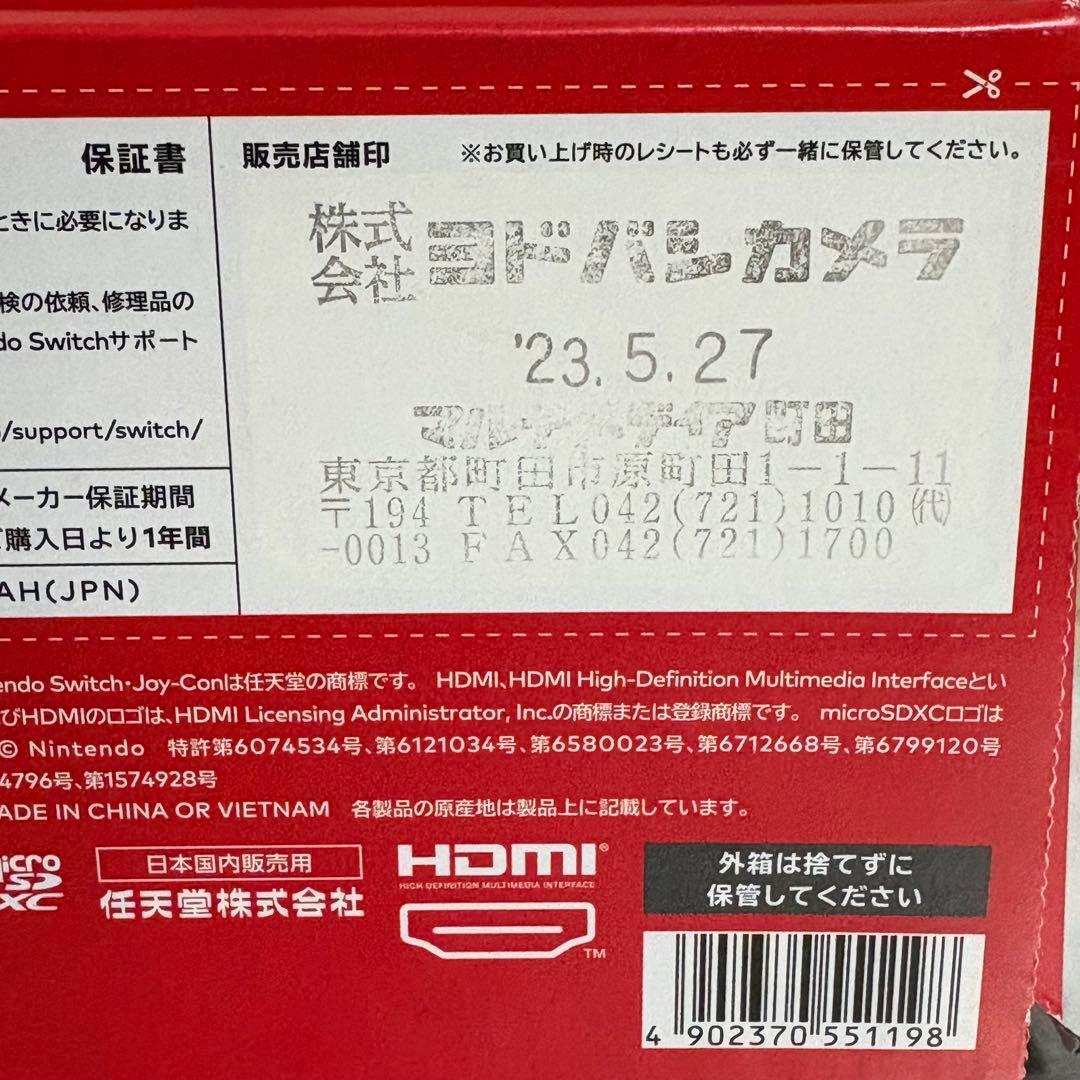 保証書
販売店舗印 ※お買い上げ時のレシートも必ず一緒に保管してください。
ときに必要になりま
検の依頼、修理品の
do Switchサポート
/support/switch/
メーカー保証期間
ご購入日より1年間
AH(JPN)
株式会社 ヨドバシカメラ
'23.5.27
マルチメディア町田
東京都町田市原町田1-1-11
〒194 TEL042(721)1010(代)
-0013 FAX042(721)1700
endo Switch・Joy-Conは任天堂の商標です。 HDMI、HDMI High-Definition Multimedia Interfaceとい
びHDMIのロゴは、HDMI Licensing Administrator, Inc.の商標または登録商標です。 microSDXCロゴは
© Nintendo 特許第6074534号、第6121034号、第6580023号、第6712668号、第6799120号
4796号、第1574928号
ADE IN CHINA OR VIETNAM 各製品の原産地は製品上に記載しています。
icro
SD
XC
日本国内販売用
任天堂株式会社
HDMI®
HIGH DEFINITION MULTIMEDIA INTERFACE
TM
外箱は捨てずに
保管してください
4 902370 551198